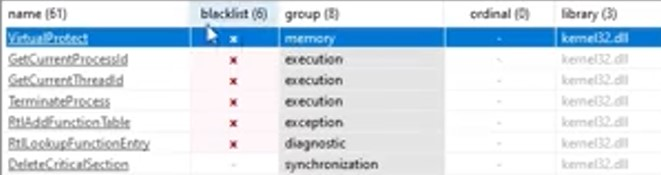 name (61) blacklist (6) group (8) ordinal (0) library (3)
VirtualProtect x memory - kernel32.dll
GetCurrentProcessId x execution - kernel32.dll
GetCurrentThreadId x execution - kernel32.dll
TerminateProcess x execution - kernel32.dll
RtlAddFunctionTable x exception - kernel32.dll
RtlLookupFunctionEntry x diagnostic - kernel32.dll
DeleteCriticalSection - synchronization - kernel32.dll